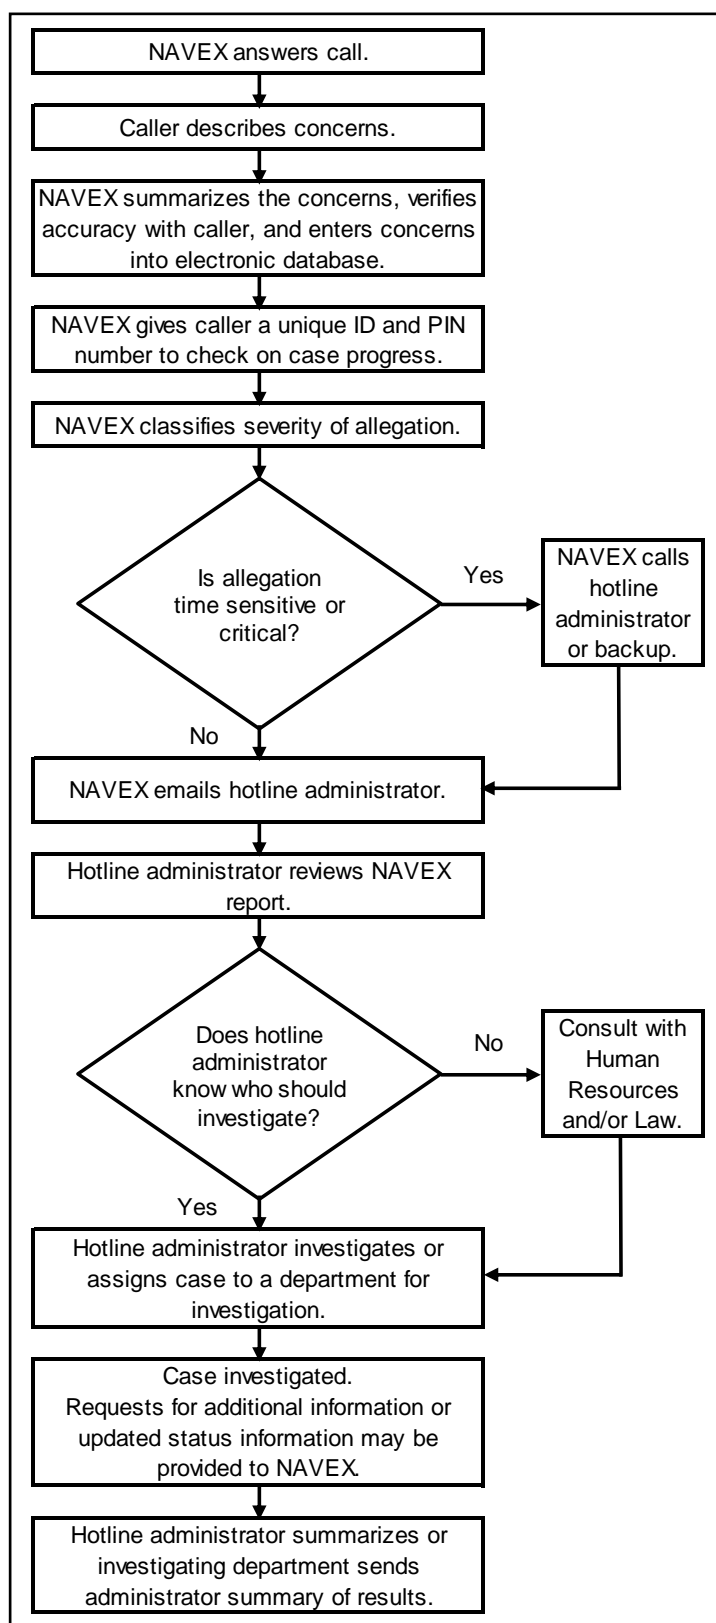 NAVEX answers call.
Caller describes concerns.
NAVEX summarizes the concerns, verifies
accuracy with caller, and enters concerns
into electronic database.
NAVEX gives caller a unique ID and PIN
number to check on case progress.
NAVEX classifies severity of allegation.
Is allegation
time sensitive or
critical?
Yes
NAVEX calls
hotline
administrator
or backup.
No
NAVEX emails hotline administrator.
Hotline administrator reviews NAVEX
report.
Does hotline
administrator
know who should
investigate?
No
Consult with
Human
Resources
and/or Law.
Yes
Hotline administrator investigates or
assigns case to a department for
investigation.
Case investigated.
Requests for additional information or
updated status information may be
provided to NAVEX.
Hotline administrator summarizes or
investigating department sends
administrator summary of results.